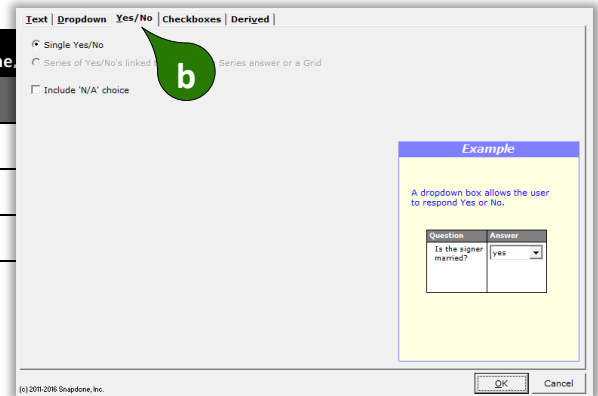 Text | Dropdown Yes/No Checkboxes | Derived
ne,
Single Yes/No
Series of Yes/No's linked Series answer or a Grid
b
Include 'N/A' choice
Example
A dropdown box allows the user
to respond Yes or No.
Question Answer
Is the signer yes
married?
OK Cancel
(c) 2011-2016 Snapdone, Inc.